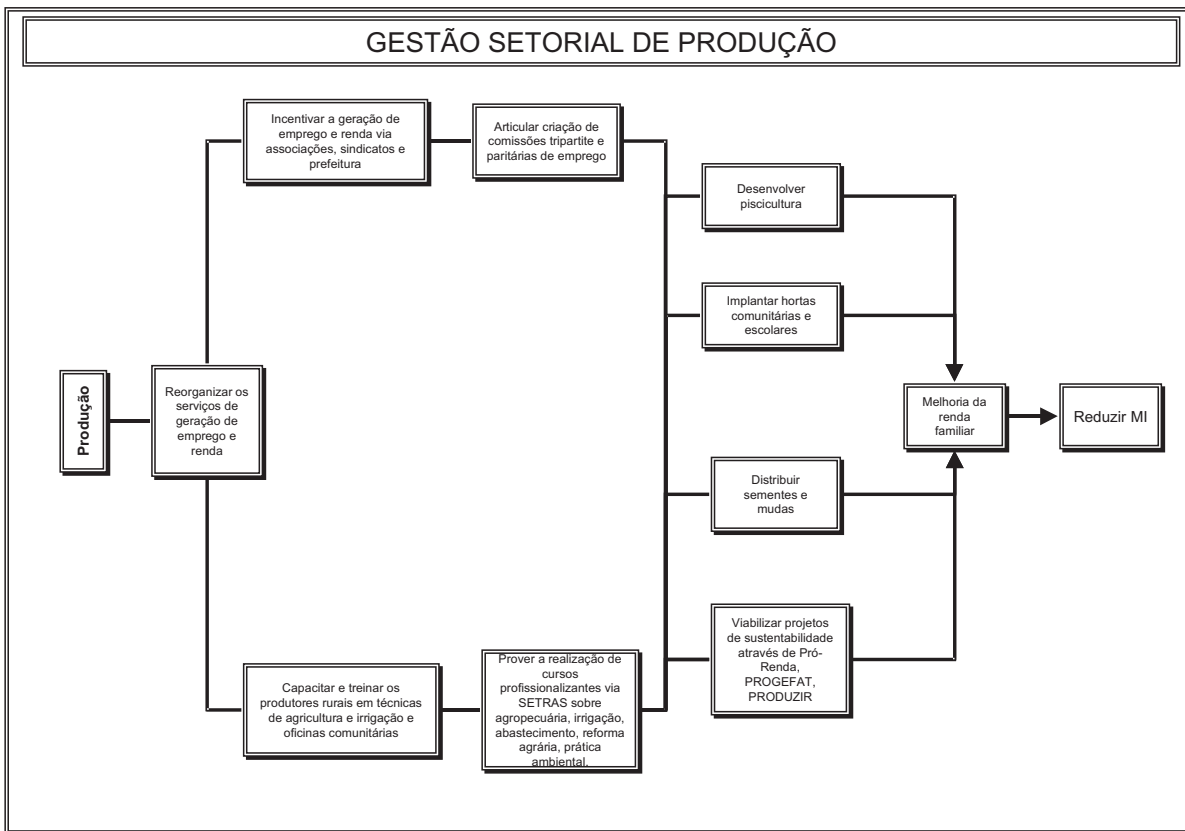 GESTÃO SETORIAL DE PRODUÇÃO
Incentivar a geração de
emprego e renda via
associações, sindicatos e
prefeitura
Articular criação de
comissões tripartite e
paritárias de emprego
Desenvolver
piscicultura
Implantar hortas
comunitárias e
escolares
Produção
Reorganizar os
serviços de
geração de
emprego e
renda
Melhoria da
renda
familiar
Reduzir MI
Distribuir
sementes e
mudas
Viabilizar projetos
de sustentabilidade
através de Pró-
Renda,
PROGEFAT,
PRODUZIR
Capacitar e treinar os
produtores rurais em técnicas
de agricultura e irrigação e
oficinas comunitárias
Prover a realização de
cursos
profissionalizantes via
SETRAS sobre
agropecuária, irrigação,
abastecimento, reforma
agrária, prática
ambiental.